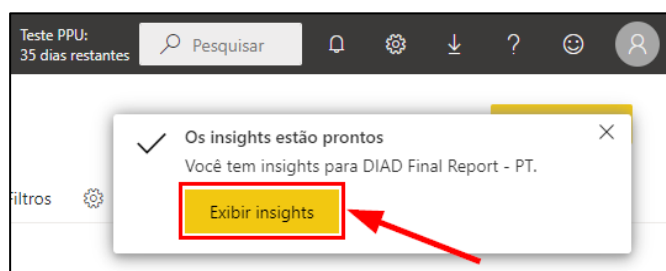 Teste PPU:
35 dias restantes
Pesquisar
Os insights estão prontos
Você tem insights para DIAD Final Report - PT.
Filtros
Exibir insights